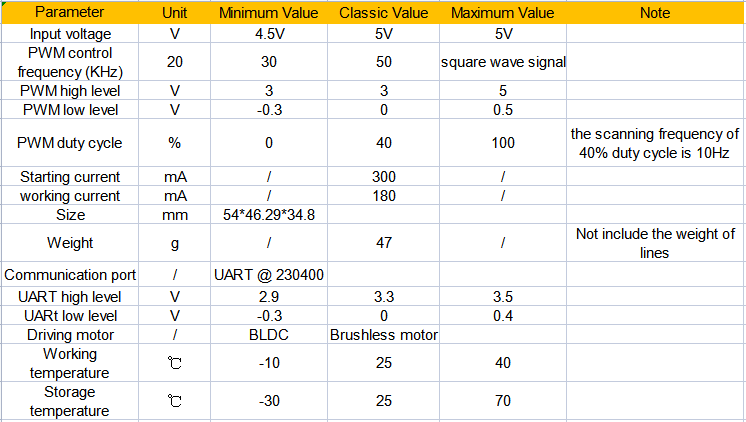 Parameter Unit Minimum Value Classic Value Maximum Value Note
Input voltage V 4.5V 5V 5V
PWM control
frequency (KHz) 20 30 50 square wave signal
PWM high level V 3 3 5
PWM low level V -0.3 0 0.5
PWM duty cycle % 0 40 100 the scanning frequency of
40% duty cycle is 10Hz
Starting current mA / 300 /
working current mA / 180 /
Size mm 54*46.29*34.8
Weight g / 47 / Not include the weight of
lines
Communication port / UART @ 230400
UART high level V 2.9 3.3 3.5
UARt low level V -0.3 0 0.4
Driving motor / BLDC Brushless motor
Working
temperature ℃ -10 25 40
Storage
temperature ℃ -30 25 70